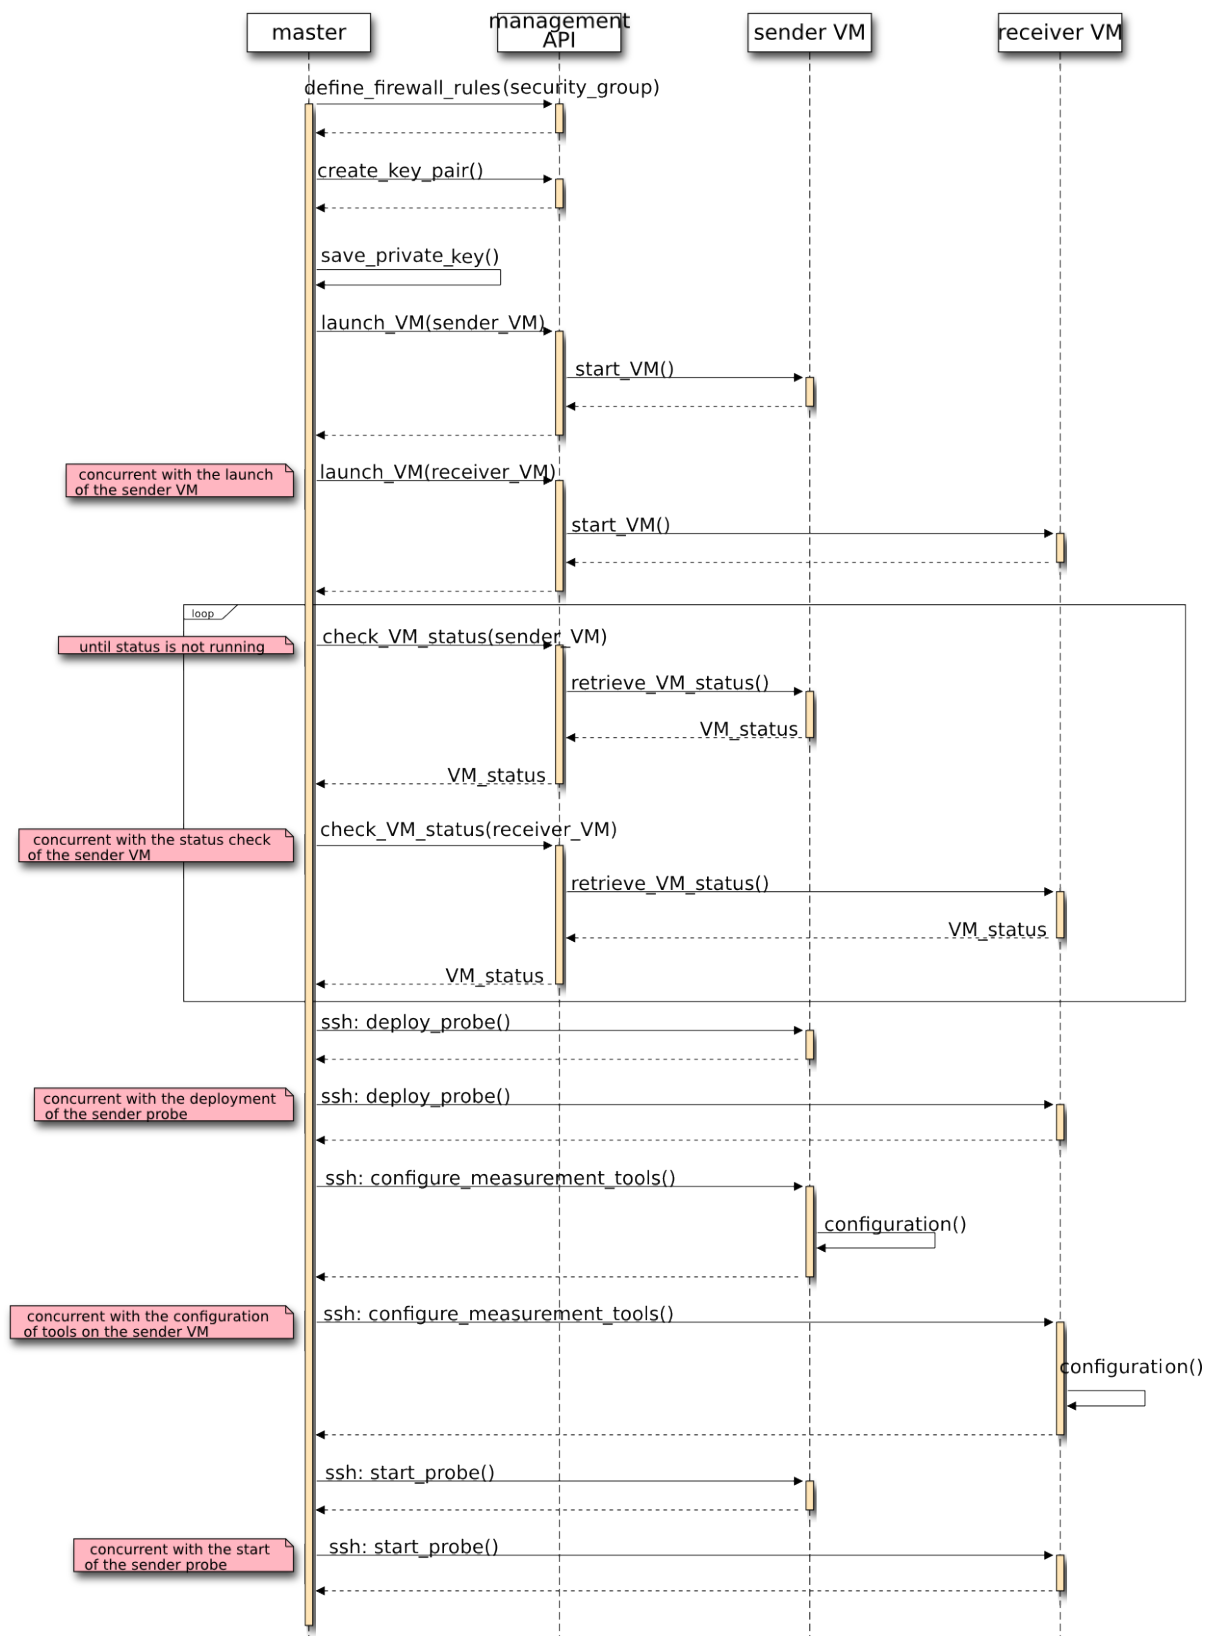 master
management
API
sender VM
receiver VM
define_firewall_rules(security_group)
create_key_pair()
save_private_key()
launch_VM(sender_VM)
start_VM()
concurrent with the launch
of the sender VM
launch_VM(receiver_VM)
start_VM()
loop
until status is not running
check_VM_status(sender_VM)
retrieve_VM_status()
VM_status
VM_status
concurrent with the status check
of the sender VM
check_VM_status(receiver_VM)
retrieve_VM_status()
VM_status
VM_status
ssh: deploy_probe()
concurrent with the deployment
of the sender probe
ssh: deploy_probe()
ssh: configure_measurement_tools()
configuration()
concurrent with the configuration
of tools on the sender VM
ssh: configure_measurement_tools()
configuration()
ssh: start_probe()
concurrent with the start
of the sender probe
ssh: start_probe()